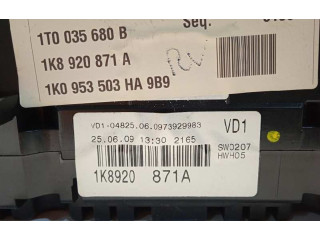 Seq.
1T0 035 680 B
1K8 920 871 A
1K0 953 503 HA 9B9
VD1-04825.06.0973929983
VD1
25.06.09 13:30 2165
SW0207
HWH05
1K8920 871A